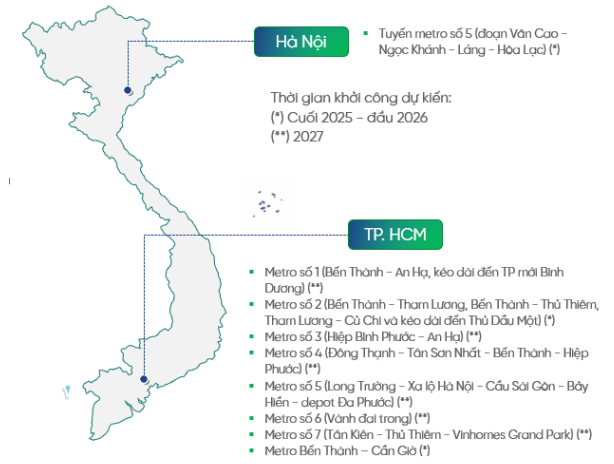 Hà Nội
Tuyến metro số 5 (đoạn Văn Cao –
Ngọc Khánh – Láng – Hòa Lạc) (*)
Thời gian khởi công dự kiến:
(*) Cuối 2025 – đầu 2026
(**) 2027
TP. HCM
Metro số 1 (Bến Thành – An Hạ, kéo dài đến TP mới Bình
Dương) (**)
Metro số 2 (Bến Thành – Tham Lương, Bến Thành – Thủ Thiêm,
Tham Lương – Củ Chi và kéo dài đến Thủ Dầu Một) (*)
Metro số 3 (Hiệp Bình Phước – An Hạ) (**)
Metro số 4 (Đông Thạnh – Tân Sơn Nhất – Bến Thành – Hiệp
Phước) (**)
Metro số 5 (Long Trường – Xa lộ Hà Nội – Cầu Sài Gòn – Bảy
Hiền – depot Đa Phước) (**)
Metro số 6 (Vành đai trong) (**)
Metro số 7 (Tân Kiên – Thủ Thiêm – Vinhomes Grand Park) (**)
Metro Bến Thành – Cần Giờ (*)